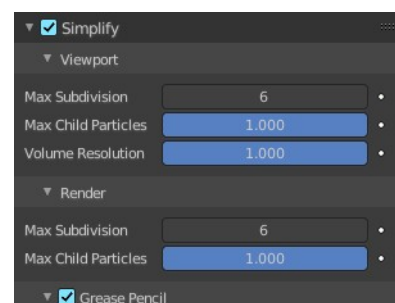 Simplify
Viewport
Max Subdivision 6
Max Child Particles 1.000
Volume Resolution 1.000
Render
Max Subdivision 6
Max Child Particles 1.000
Grease Pencil